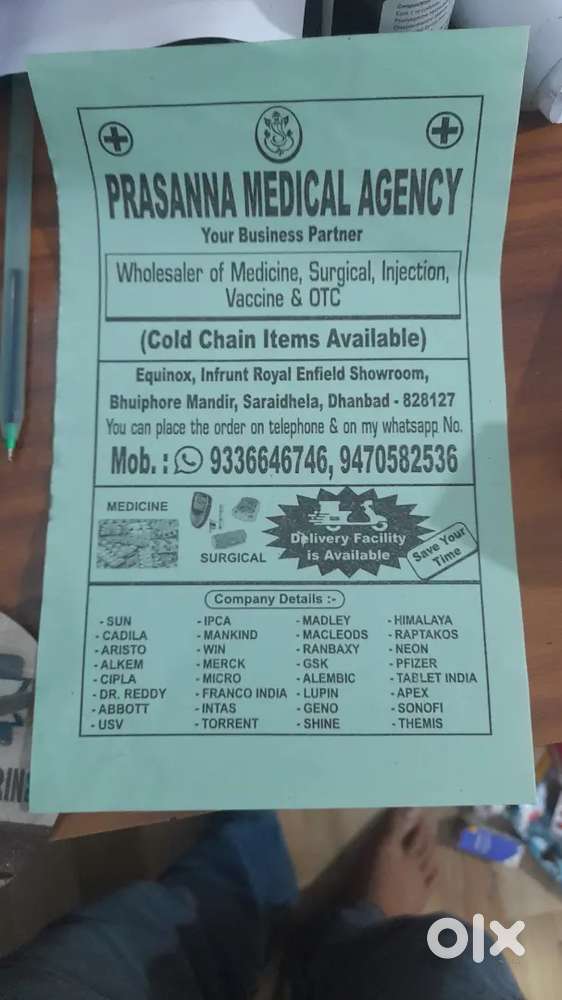 PRASANNA MEDICAL AGENCY
Your Business Partner
Wholesaler of Medicine, Surgical, Injection,
Vaccine & OTC
(Cold Chain Items Available)
Equinox, Infrunt Royal Enfield Showroom,
Bhuiphore Mandir, Saraidhela, Dhanbad - 828127
You can place the order on telephone & on my whatsapp No.
Mob. : 9336646746, 9470582536
MEDICINE
SURGICAL
Delivery Facility
is Available
Save Your
Time
Company Details :-
- SUN - IPCA - MADLEY - HIMALAYA
- CADILA - MANKIND - MACLEODS - RAPTAKOS
- ARISTO - WIN - RANBAXY - NEON
- ALKEM - MERCK - GSK - PFIZER
- CIPLA - MICRO - ALEMBIC - TABLET INDIA
- DR. REDDY - FRANCO INDIA - LUPIN - APEX
- ABBOTT - INTAS - GENO - SONOFI
- USV - TORRENT - SHINE - THEMIS
RINE
olx